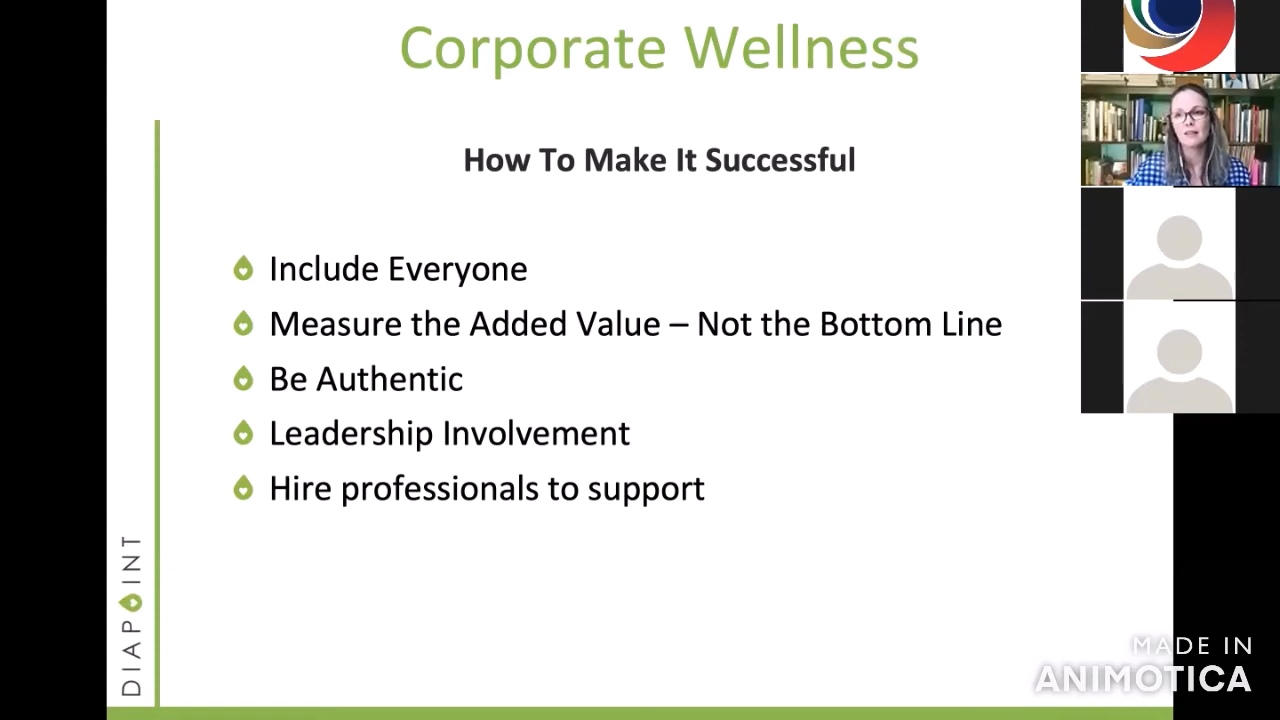 Corporate Wellness
How To Make It Successful
Include Everyone
Measure the Added Value – Not the Bottom Line
Be Authentic
Leadership Involvement
Hire professionals to support
DIAPOINT
MADE IN
ANIMOTICA